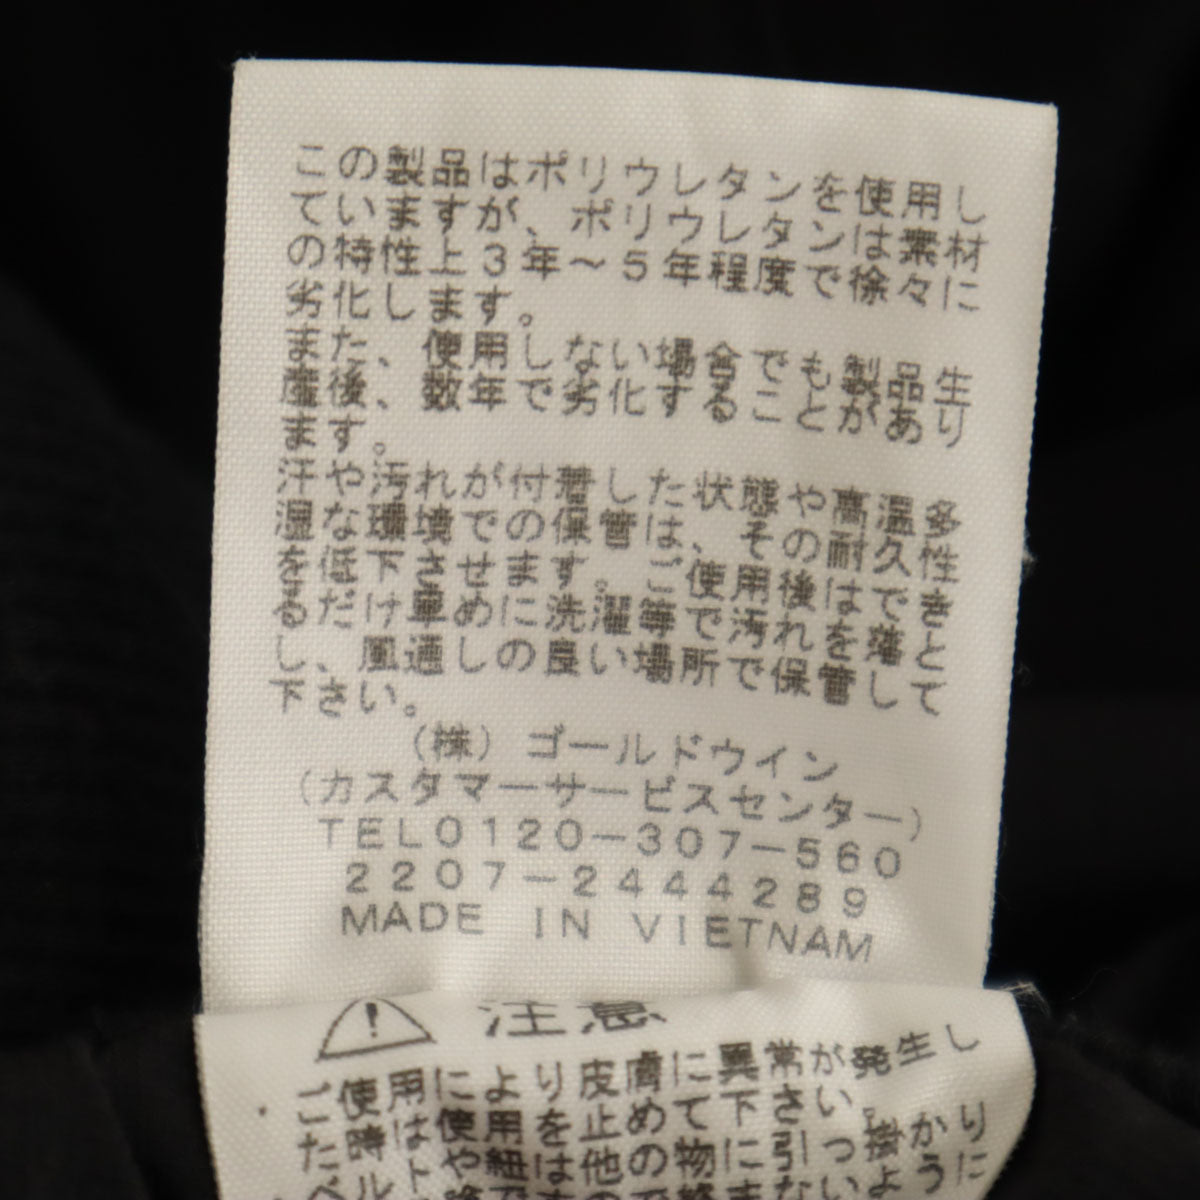 この製品はポリウレタンを使用し
ていますが、ポリウレタンは素材
の特性上3年～5年程度で徐々に
劣化します。
また、使用しない場合でも製品生
産後、数年で劣化することがあり
ます。
汗や汚れが付着した状態や高温多
湿な環境での保管は、その耐久性
を低下させます。ご使用後はできる
だけ早めに洗濯等で汚れを落と
し、風通しの良い場所で保管して
下さい。
(株)ゴールドウイン
(カスタマーサービスセンター)
TEL0120-307-560
2207-2444289
MADE IN VIETNAM
注意
ご使用により皮膚に異常が発生し
た時は使用を止めて下さい。